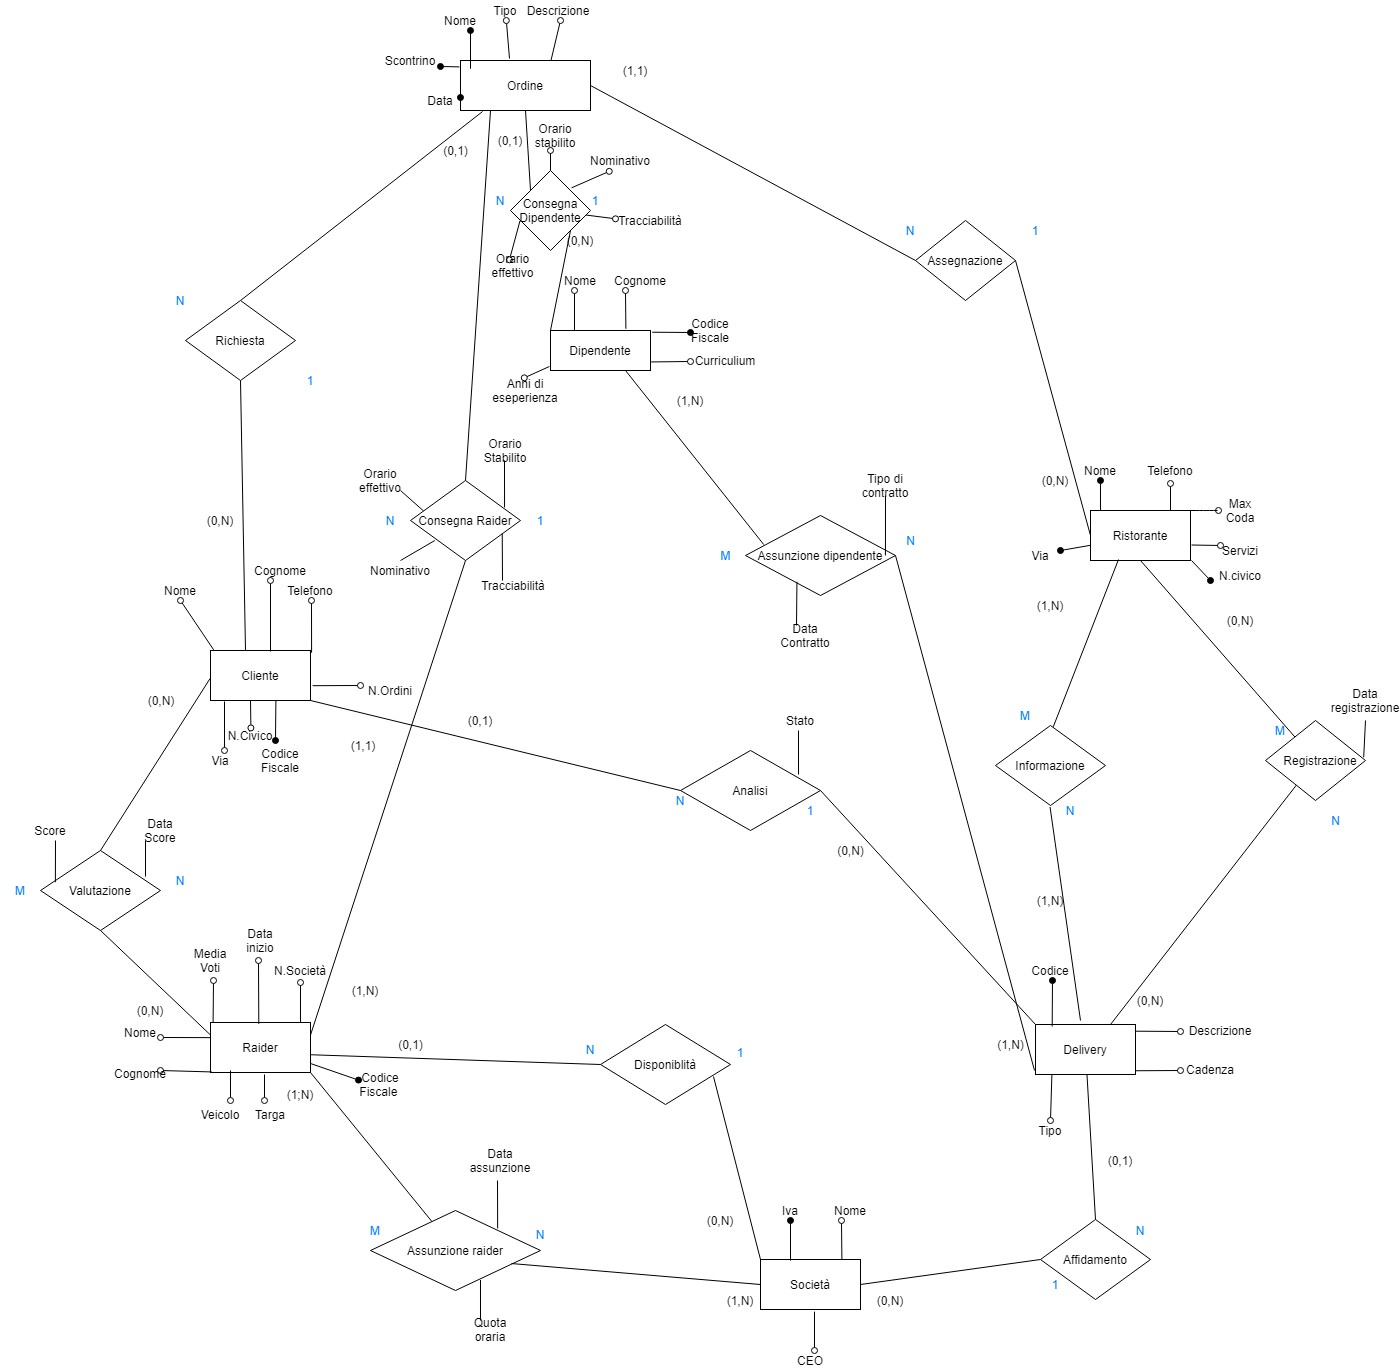 Tipo
Descrizione
Nome
Scontrino
(1,1)
Ordine
Data
Orario
stabilito
(0,1)
(0,1)
Nominativo
N
1
Consegna
Dipendente
Tracciabilità
N
1
(0,N)
Orario
effettivo
Assegnazione
Nome
Cognome
N
Codice
Fiscale
Richiesta
Dipendente
Curriculium
1
Anni di
eseperienza
(1,N)
Orario
Stabilito
Orario
effettivo
Tipo di
contratto
(0,N)
Nome
Telefono
Max
Coda
(0,N)
N
Consegna Raider
1
Ristorante
N
Via
Servizi
M
Assunzione dipendente
Nominativo
Cognome
Tracciabilità
N.civico
Nome
Telefono
(1,N)
(0,N)
Data
Contratto
Cliente
N.Ordini
(0,N)
Data
registrazione
(0,1)
Stato
M
N.Civico
M
(1,1)
Via
Codice
Fiscale
Informazione
Registrazione
Analisi
N
1
N
N
Score
Data
Score
(0,N)
M
Valutazione
N
(1,N)
Data
inizio
Media
Voti
N.Società
Codice
(1,N)
(0,N)
(0,N)
Nome
Descrizione
Raider
(0,1)
N
1
(1,N)
Delivery
Disponiblità
Cognome
Codice
Fiscale
Cadenza
(1;N)
Veicolo
Targa
Tipo
Data
assunzione
(0,1)
Iva
Nome
(0,N)
M
N
N
Assunzione raider
Affidamento
Società
1
(1,N)
(0,N)
Quota
oraria
CEO